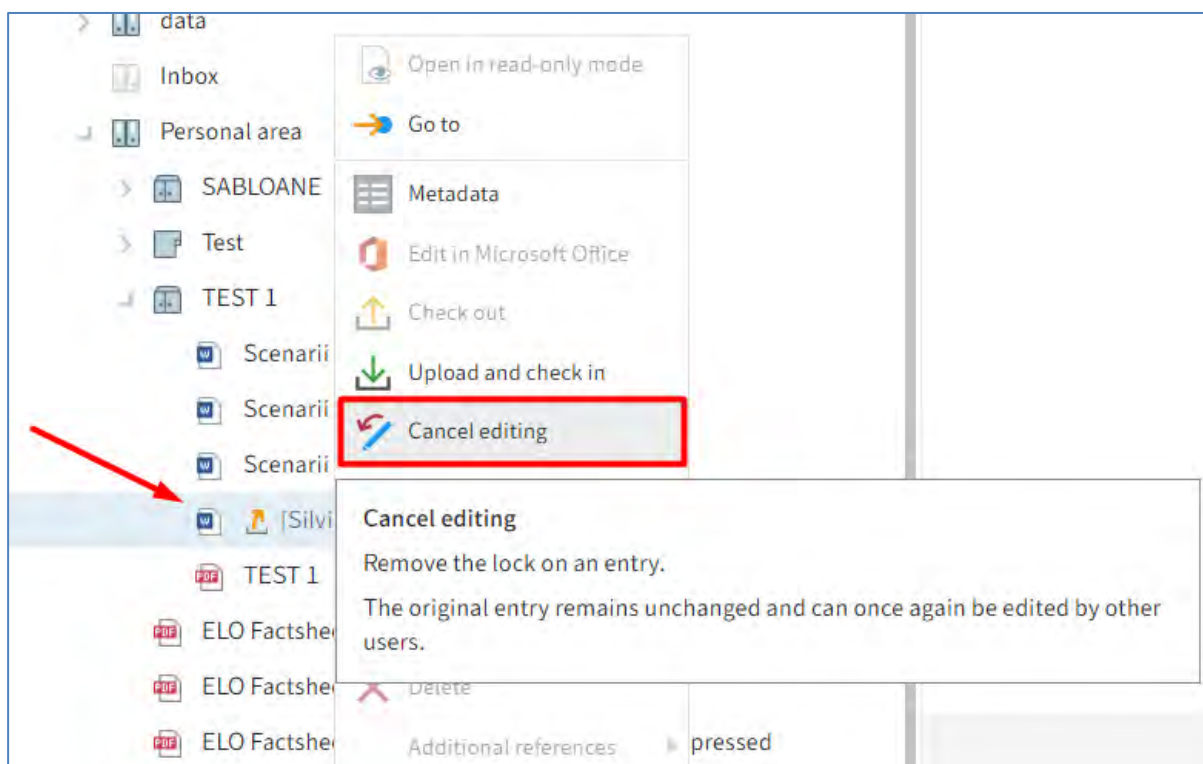 data
Inbox
Personal area
SABLOANE
Test
TEST 1
Scenarii
Scenarii
Scenarii
[Silvi
TEST 1
ELO Factshe
ELO Factshe
ELO Factshe
Open in read-only mode
Go to
Metadata
Edit in Microsoft Office
Check out
Upload and check in
Cancel editing
Cancel editing
Remove the lock on an entry.
The original entry remains unchanged and can once again be edited by other
users.
Delete
Additional references
pressed